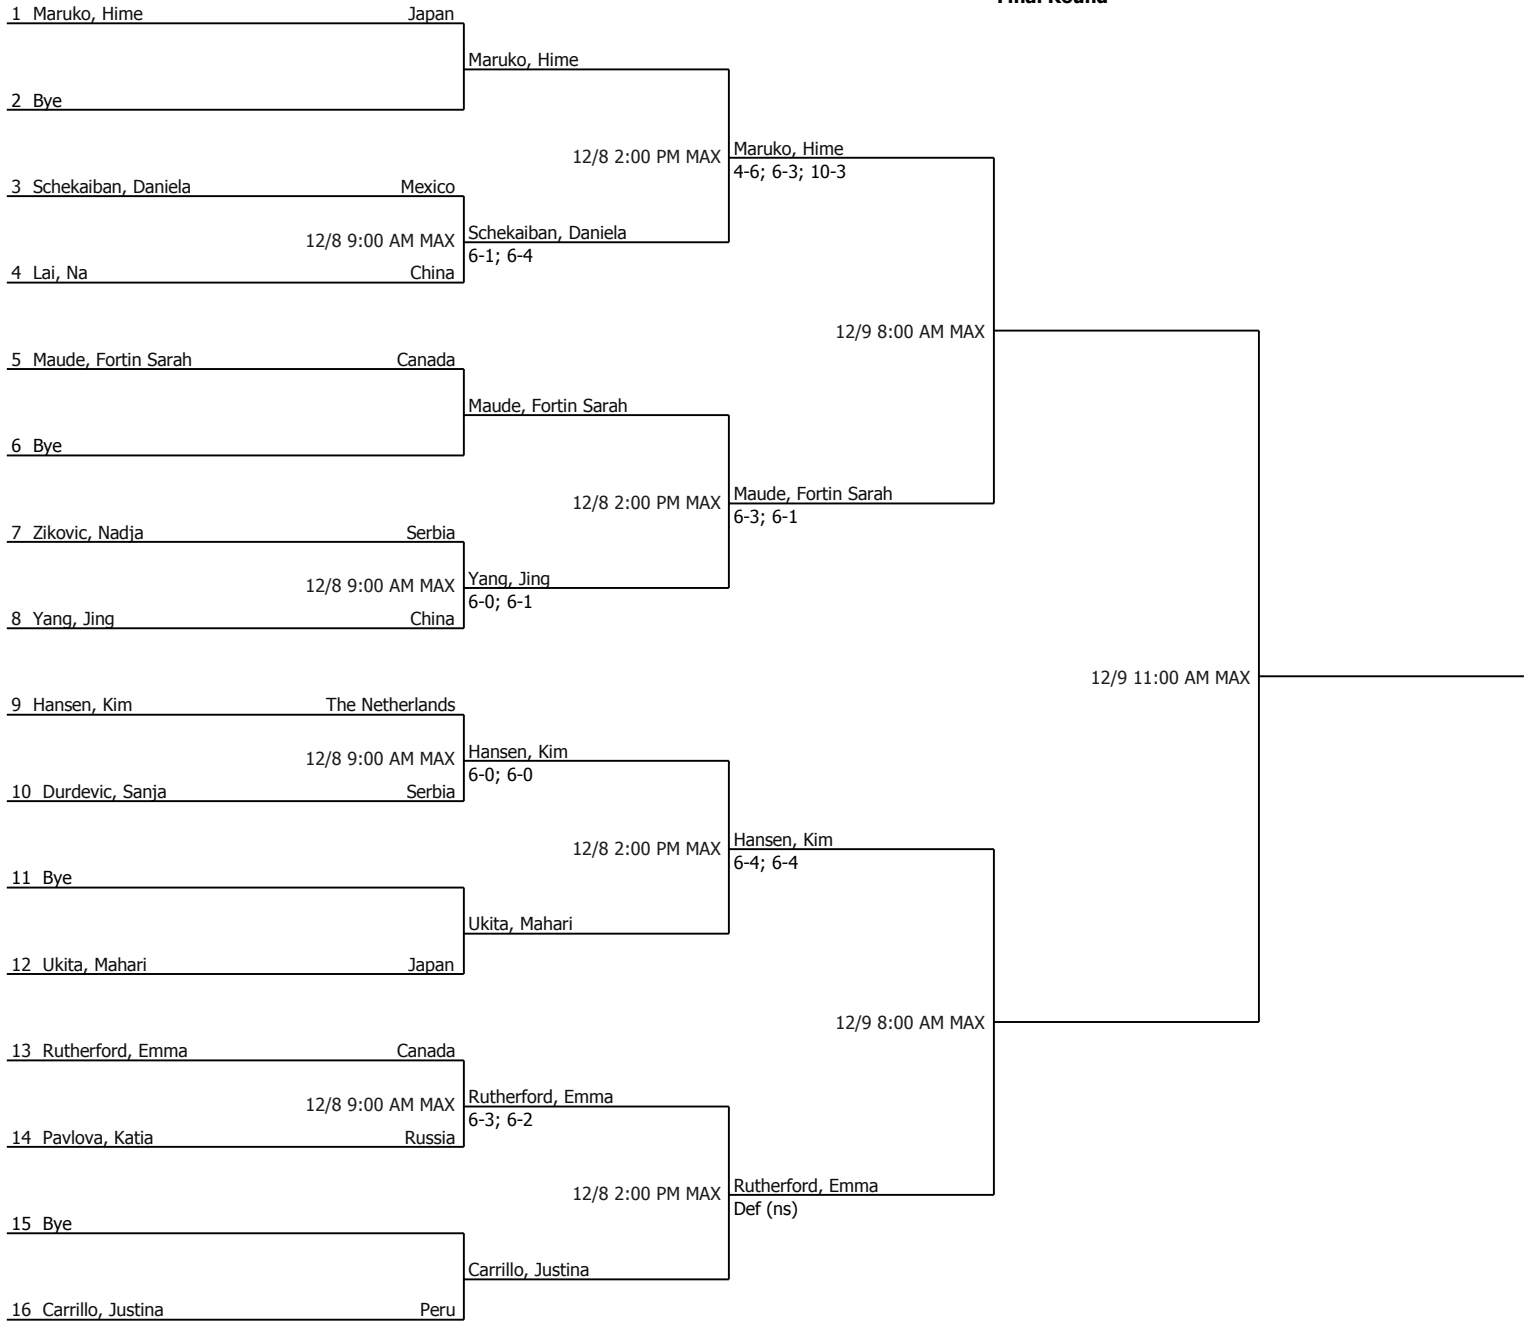 Final Round
1 Maruko, Hime Japan
Maruko, Hime
2 Bye
12/8 2:00 PM MAX Maruko, Hime
4-6; 6-3; 10-3
3 Schekaiban, Daniela Mexico
12/8 9:00 AM MAX Schekaiban, Daniela
6-1; 6-4
4 Lai, Na China
12/9 8:00 AM MAX
5 Maude, Fortin Sarah Canada
Maude, Fortin Sarah
6 Bye
12/8 2:00 PM MAX Maude, Fortin Sarah
6-3; 6-1
7 Zikovic, Nadja Serbia
12/8 9:00 AM MAX Yang, Jing
6-0; 6-1
8 Yang, Jing China
12/9 11:00 AM MAX
9 Hansen, Kim The Netherlands
12/8 9:00 AM MAX Hansen, Kim
6-0; 6-0
10 Durdevic, Sanja Serbia
12/8 2:00 PM MAX Hansen, Kim
6-4; 6-4
11 Bye
Ukita, Mahari
12 Ukita, Mahari Japan
12/9 8:00 AM MAX
13 Rutherford, Emma Canada
12/8 9:00 AM MAX Rutherford, Emma
6-3; 6-2
14 Pavlova, Katia Russia
12/8 2:00 PM MAX Rutherford, Emma
Def (ns)
15 Bye
Carrillo, Justina
16 Carrillo, Justina Peru